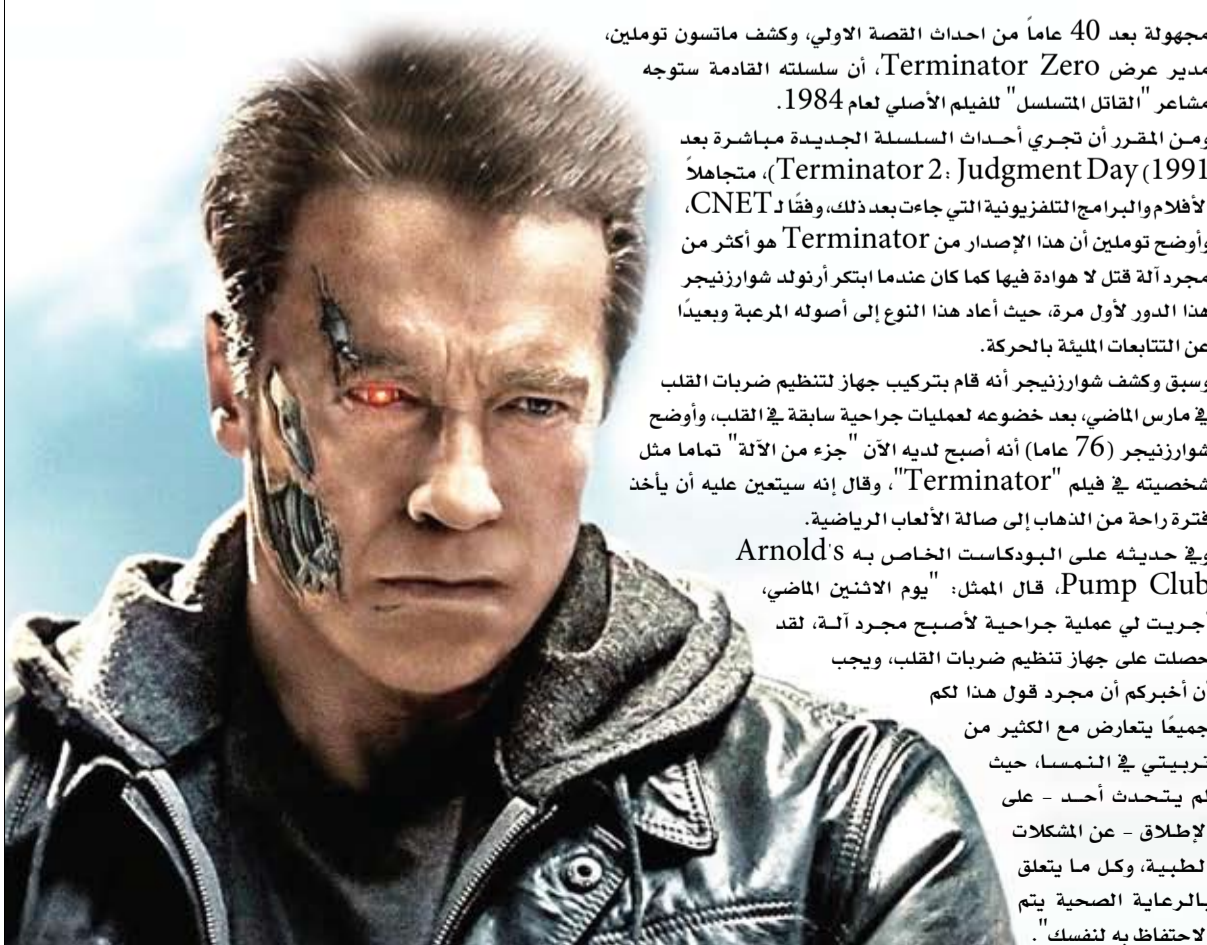 مجهولة بعد 40 عاماً من احداث القصة الاولي، وكشف ماتسون توملين،
مدير عرض Terminator Zero، أن سلسلته القادمة ستوجه
مشاعر "القاتل المتسلسل" للفيلم الأصلي لعام 1984.
ومن المقرر أن تجري أحداث السلسلة الجديدة مباشرة بعد
Terminator 2: Judgment Day (1991)، متجاهلاً
الأفلام والبرامج التلفزيونية التي جاءت بعد ذلك، وفقًا لـ CNET،
وأوضح توملين أن هذا الإصدار من Terminator هو أكثر من
مجرد آلة قتل لا هوادة فيها كما كان عندما ابتكر أرنولد شوارزنيجر
هذا الدور لأول مرة، حيث أعاد هذا النوع إلى أصوله المرعبة وبعيدًا
عن التتابعات المليئة بالحركة.
وسبق وكشف شوارزنيجر أنه قام بتركيب جهاز لتنظيم ضربات القلب
في مارس الماضي، بعد خضوعه لعمليات جراحية سابقة في القلب، وأوضح
شوارزنيجر (76 عاما) أنه أصبح لديه الآن "جزء من الآلة" تماما مثل
شخصيته في فيلم "Terminator"، وقال إنه سيتعين عليه أن يأخذ
فترة راحة من الذهاب إلى صالة الألعاب الرياضية.
وفي حديثه على البودكاست الخاص به Arnold's
Pump Club، قال الممثل: "يوم الاثنين الماضي،
أجريت لي عملية جراحية لأصبح مجرد آلة، لقد
حصلت على جهاز تنظيم ضربات القلب، ويجب
أن أخبركم أن مجرد قول هذا لكم
جميعًا يتعارض مع الكثير من
تربيتي في النمسا، حيث
لم يتحدث أحد - على
الإطلاق - عن المشكلات
الطبية، وكل ما يتعلق
بالرعاية الصحية يتم
الاحتفاظ به لنفسك".